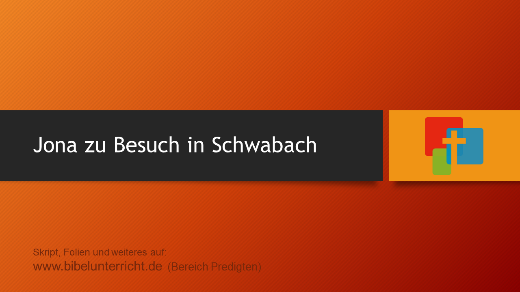 Jona zu Besuch in Schwabach
Skript, Folien und weiteres auf:
www.bibelunterricht.de (Bereich Predigten)